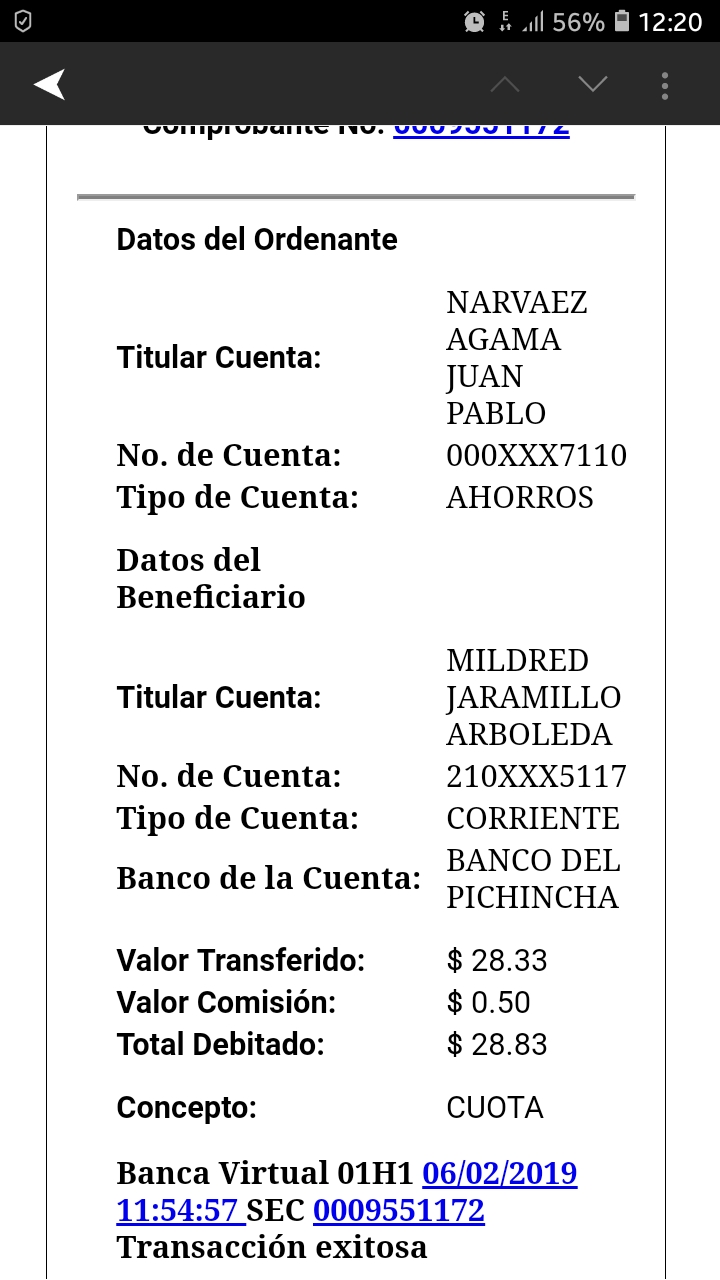 E 56% 12:20
Comprobante No. 0009551172
Datos del Ordenante
Titular Cuenta:
NARVAEZ
AGAMA
JUAN
PABLO
No. de Cuenta: 000XXX7110
Tipo de Cuenta: AHORROS
Datos del
Beneficiario
Titular Cuenta:
MILDRED
JARAMILLO
ARBOLEDA
No. de Cuenta: 210XXX5117
Tipo de Cuenta: CORRIENTE
Banco de la Cuenta:
BANCO DEL
PICHINCHA
Valor Transferido: $ 28.33
Valor Comisión: $ 0.50
Total Debitado: $ 28.83
Concepto: CUOTA
Banca Virtual 01H1 06/02/2019
11:54:57 SEC 0009551172
Transacción exitosa